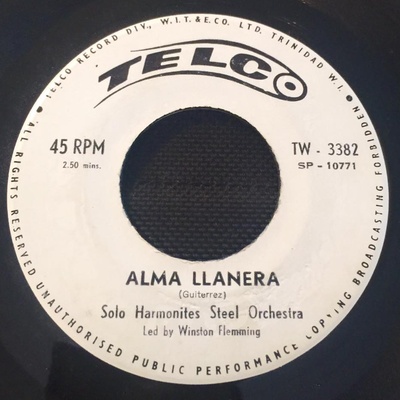 TELCO RECORD DIV., W.I.T. & E.CO. LTD. TRINIDAD W.I.
TELCO
45 RPM
2.50 mins.
TW - 3382
SP - 10771
ALMA LLANERA
(Guiterrez)
Solo Harmonites Steel Orchestra
Led by Winston Flemming
• ALL RIGHTS RESERVED UNAUTHORISED PUBLIC PERFORMANCE COPYING BROADCASTING FORBIDDEN •